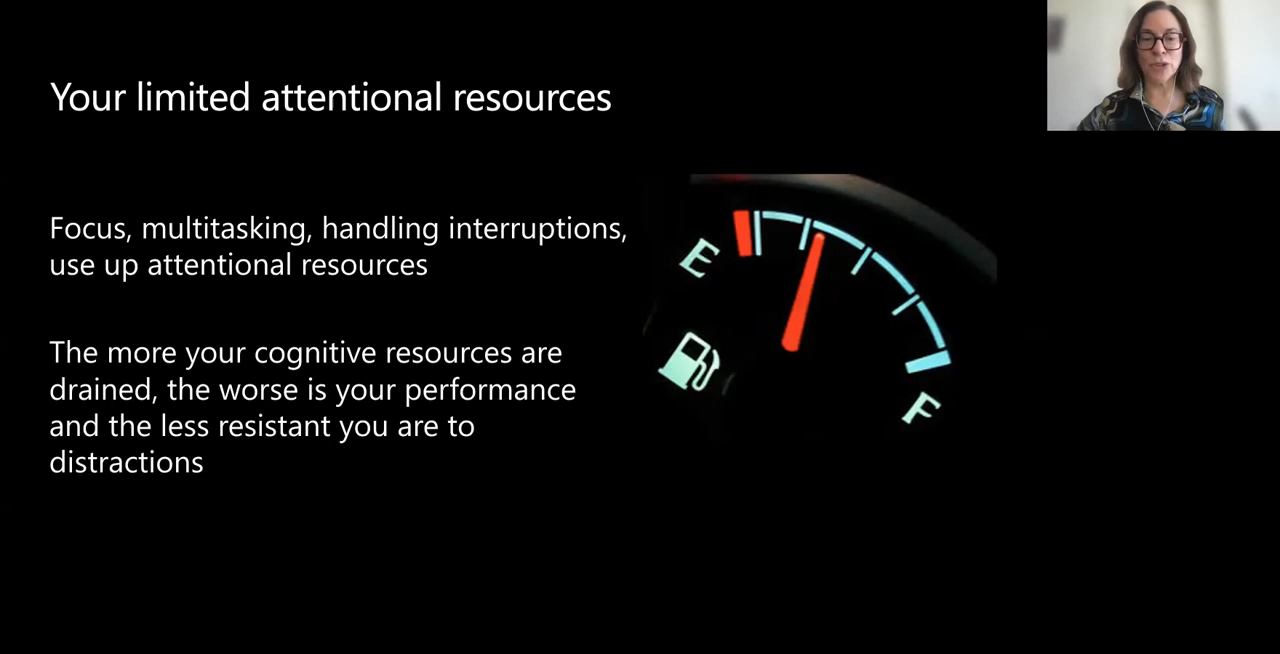 Your limited attentional resources
Focus, multitasking, handling interruptions,
use up attentional resources
The more your cognitive resources are
drained, the worse is your performance
and the less resistant you are to
distractions
E
F